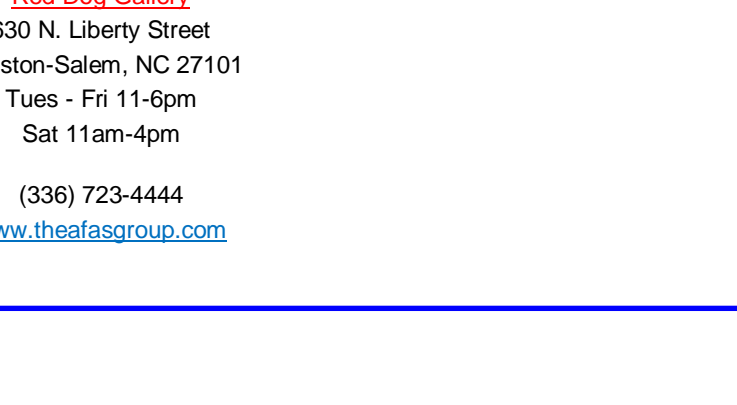 Red Dog Gallery
630 N. Liberty Street
ston-Salem, NC 27101
Tues - Fri 11-6pm
Sat 11am-4pm
(336) 723-4444
ww.theafasgroup.com